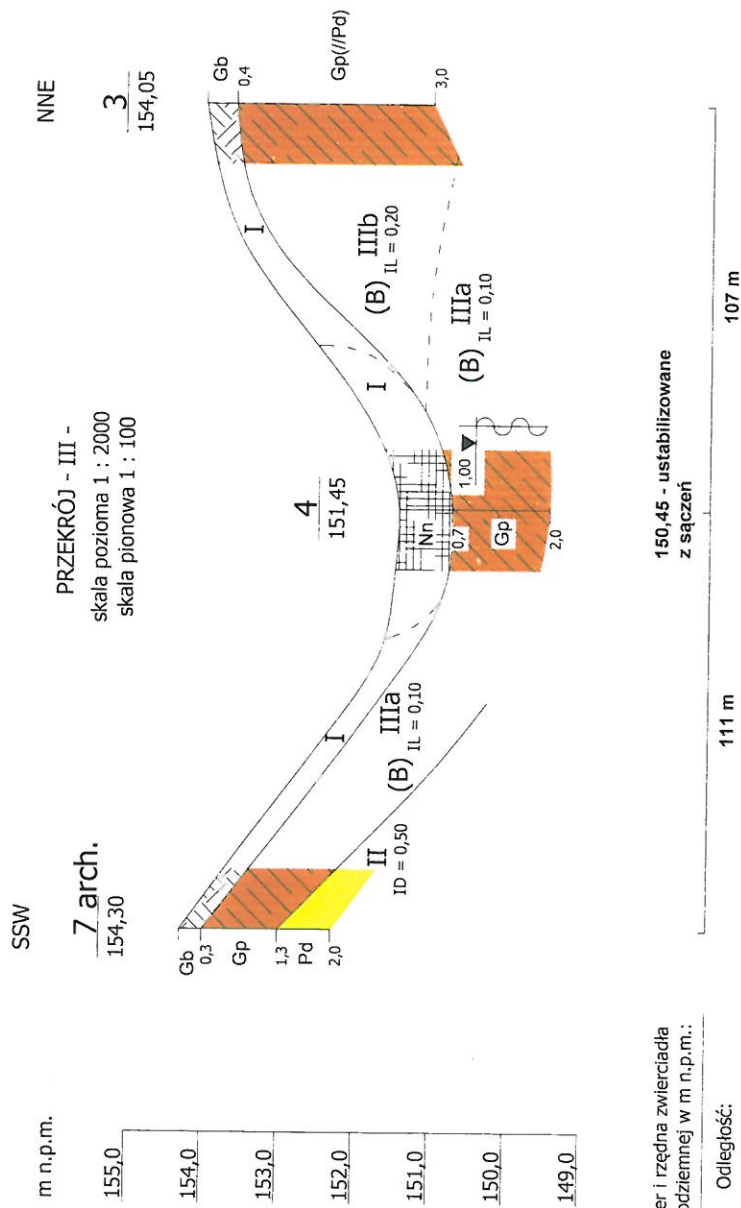 SSW
NNE
PRZEKRÓJ - III -
skala pozioma 1 : 2000
skala pionowa 1 : 100
m n.p.m.
155,0
154,0
153,0
152,0
151,0
150,0
149,0
7 arch.
154,30
Gb
0,3
Gp
1,3
Pd
2,0
II
ID = 0,50
I
(B) IIIa
IL = 0,10
4
151,45
Nn
0,7
Gp
2,0
1,00
I
I
(B) IIIb
IL = 0,20
(B) IIIa
IL = 0,10
3
154,05
Gb
0,4
Gp(//Pd)
3,0
er i rzędna zwierciadła
odziemnej w m n.p.m.:
150,45 - ustabilizowane
z sączeń
Odległość:
111 m
107 m